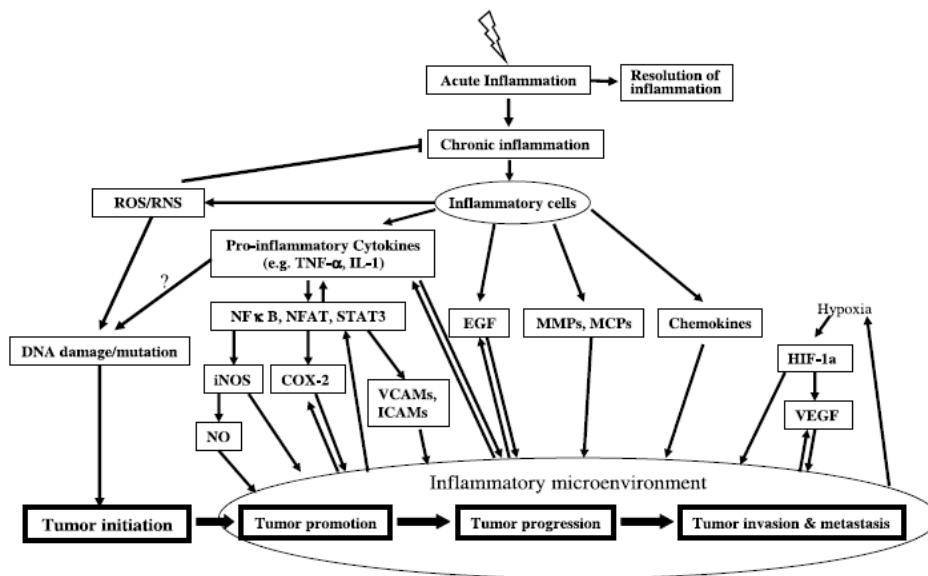 Acute Inflammation
Resolution of
inflammation
Chronic inflammation
ROS/RNS
Inflammatory cells
Pro-inflammatory Cytokines
(e.g. TNF-α, IL-1)
?
NFκ B, NFAT, STAT3
EGF
MMPs, MCPs
Chemokines
Hypoxia
DNA damage/mutation
HIF-1a
iNOS
COX-2
VCAMs,
ICAMs
VEGF
NO
Inflammatory microenvironment
Tumor initiation
Tumor promotion
Tumor progression
Tumor invasion & metastasis